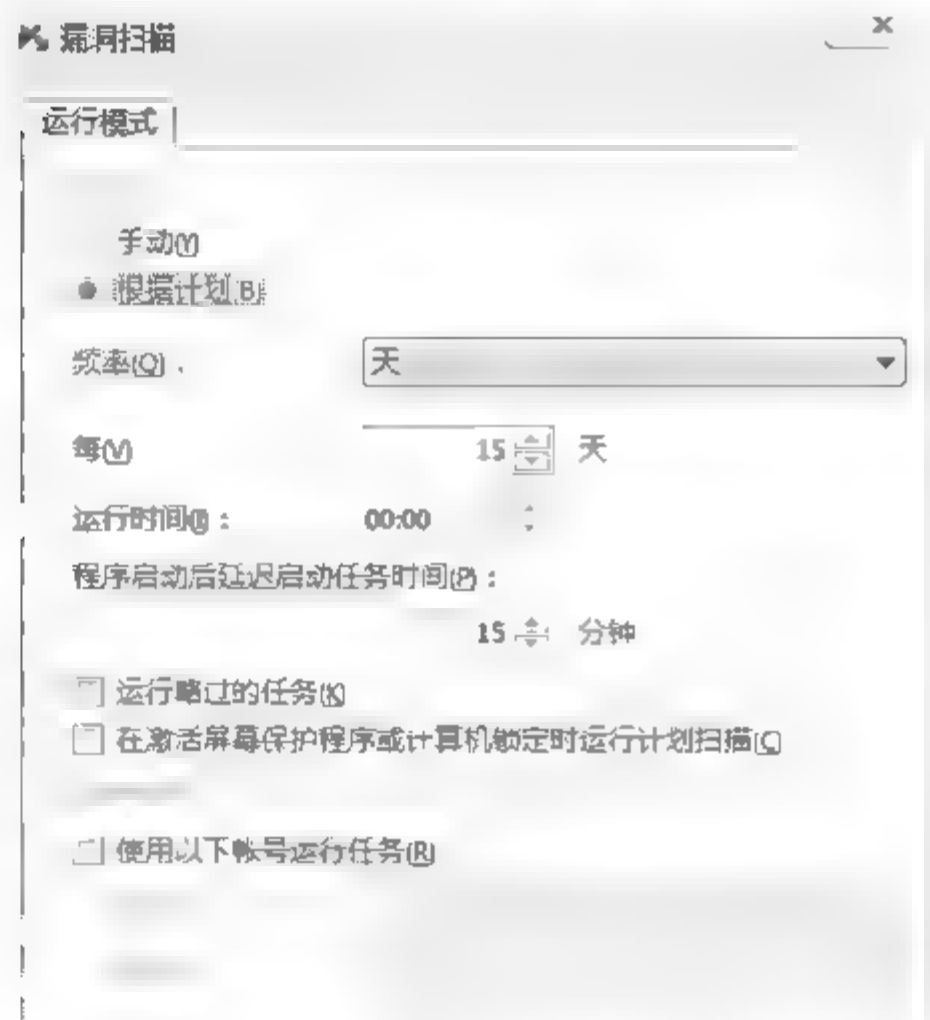 漏洞扫描
运行模式
手动(Y)
根据计划(B)
频率(Q)
天
每(V) 15 天
运行时间(I)： 00:00
程序启动后延迟启动任务时间(P)：
15 分钟
运行略过的任务(K)
在激活屏幕保护程序或计算机锁定时运行计划扫描(C)
使用以下帐号运行任务(R)